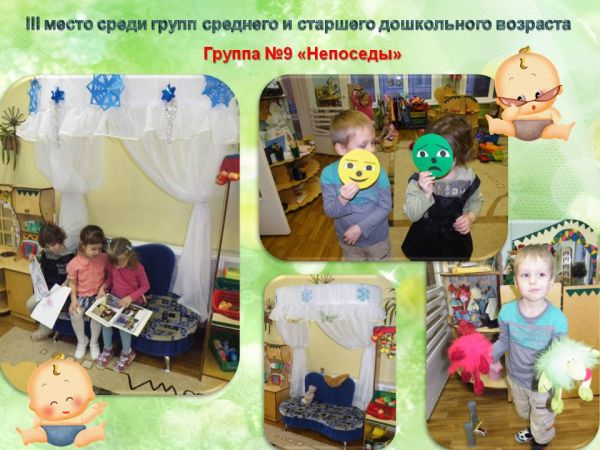 III место среди групп среднего и старшего дошкольного возраста
Группа №9 «Непоседы»